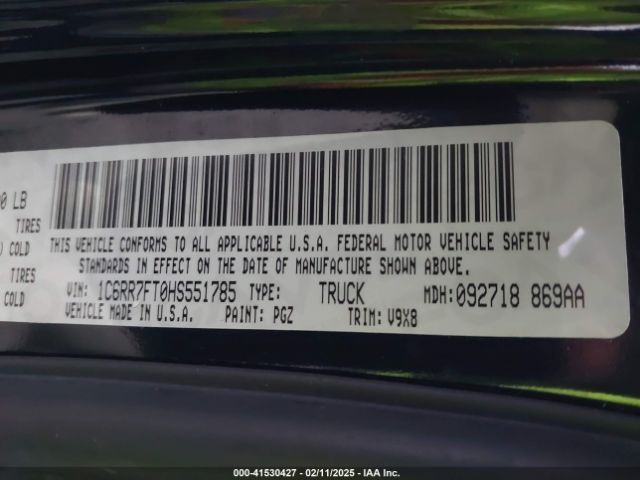 0 LB
TIRES
) COLD
TIRES
COLD
THIS VEHICLE CONFORMS TO ALL APPLICABLE U.S.A. FEDERAL MOTOR VEHICLE SAFETY
STANDARDS IN EFFECT ON THE DATE OF MANUFACTURE SHOWN ABOVE.
VIN: 1C6RR7FT0HS551785 TYPE: TRUCK MDH:092718 869AA
VEHICLE MADE IN U.S.A. PAINT: PGZ TRIM: V9X8
000-41530427 - 02/11/2025 - IAA Inc.